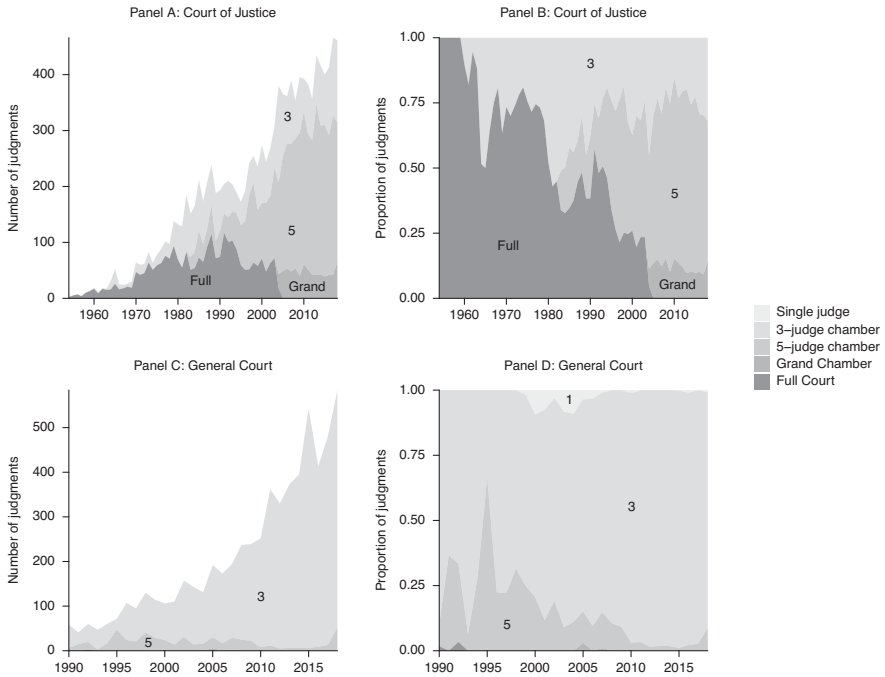 Panel A: Court of Justice
Number of judgments
400
300
200
100
0
1960 1970 1980 1990 2000 2010
3
5
Full
Grand
Panel B: Court of Justice
Proportion of judgments
1.00
0.75
0.50
0.25
0.00
1960 1970 1980 1990 2000 2010
3
5
Full
Grand
Single judge
3–judge chamber
5–judge chamber
Grand Chamber
Full Court
Panel C: General Court
Number of judgments
500
400
300
200
100
0
1990 1995 2000 2005 2010 2015
3
5
Panel D: General Court
Proportion of judgments
1.00
0.75
0.50
0.25
0.00
1990 1995 2000 2005 2010 2015
1
3
5